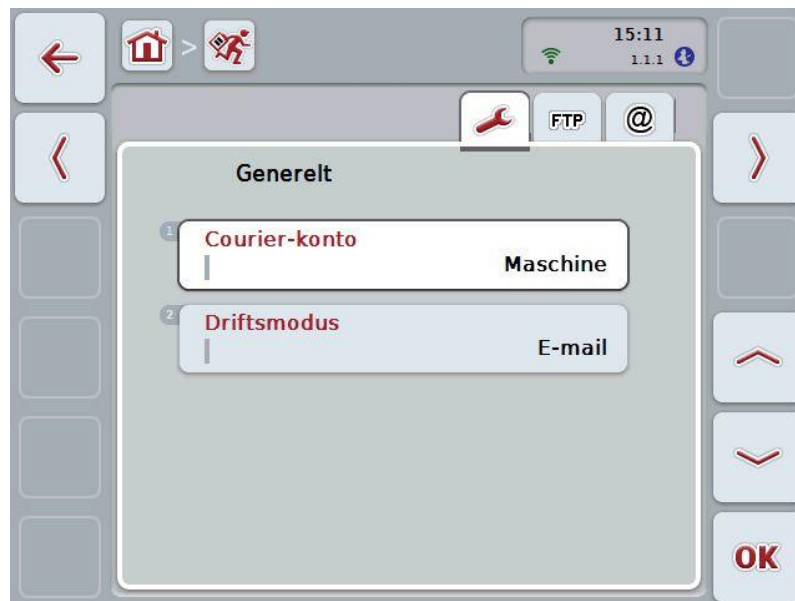 >
15:11
1.1.1
FTP
@
Generelt
1
Courier-konto
Maschine
2
Driftsmodus
E-mail
OK